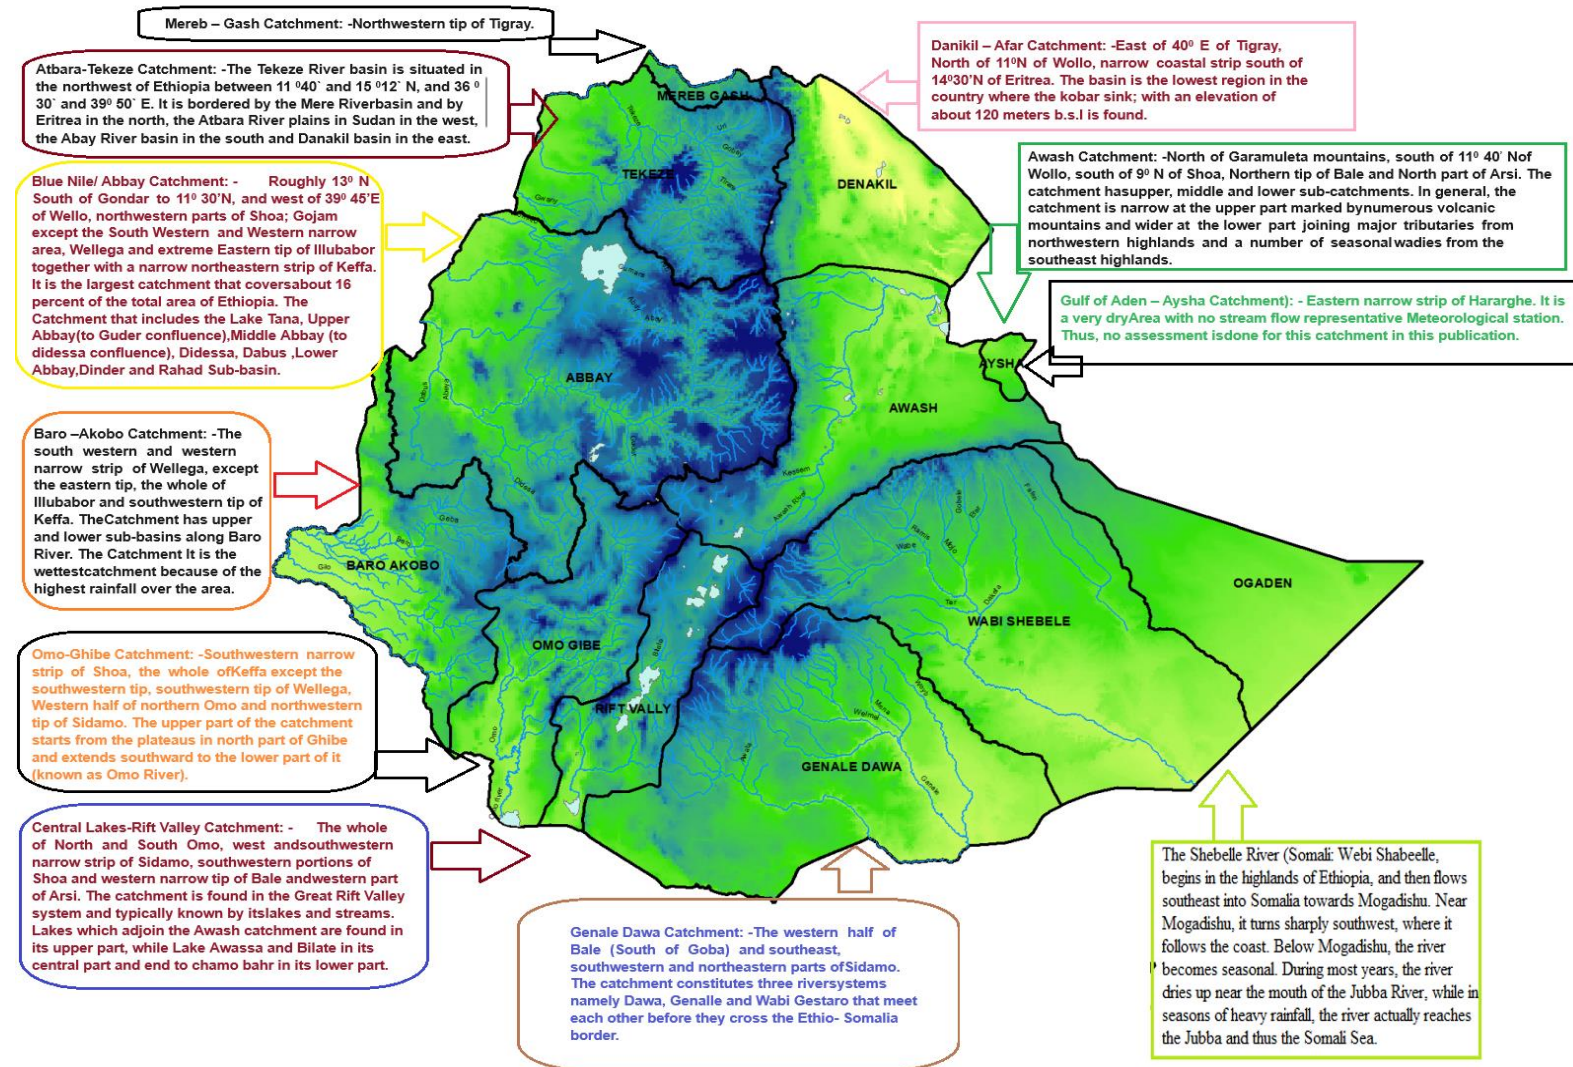 Mereb – Gash Catchment: -Northwestern tip of Tigray.
Atbara-Tekeze Catchment: -The Tekeze River basin is situated in
the northwest of Ethiopia between 11 ⁰40` and 15 ⁰12` N, and 36 ⁰
30` and 39⁰ 50` E. It is bordered by the Mere Riverbasin and by
Eritrea in the north, the Atbara River plains in Sudan in the west,
the Abay River basin in the south and Danakil basin in the east.
Danikil – Afar Catchment: -East of 40⁰ E of Tigray,
North of 11⁰N of Wollo, narrow coastal strip south of
14⁰30'N of Eritrea. The basin is the lowest region in the
country where the kobar sink; with an elevation of
about 120 meters b.s.l is found.
Blue Nile/ Abbay Catchment: - Roughly 13⁰ N
South of Gondar to 11⁰ 30'N, and west of 39⁰ 45'E
of Wello, northwestern parts of Shoa; Gojam
except the South Western and Western narrow
area, Wellega and extreme Eastern tip of Illubabor
together with a narrow northeastern strip of Keffa.
It is the largest catchment that coversabout 16
percent of the total area of Ethiopia. The
Catchment that includes the Lake Tana, Upper
Abbay(to Guder confluence),Middle Abbay (to
didessa confluence), Didessa, Dabus ,Lower
Abbay,Dinder and Rahad Sub-basin.
Awash Catchment: -North of Garamuleta mountains, south of 11⁰ 40` Nof
Wollo, south of 9⁰ N of Shoa, Northern tip of Bale and North part of Arsi. The
catchment hasupper, middle and lower sub-catchments. In general, the
catchment is narrow at the upper part marked bynumerous volcanic
mountains and wider at the lower part joining major tributaries from
northwestern highlands and a number of seasonalwadies from the
southeast highlands.
Gulf of Aden – Aysha Catchment): - Eastern narrow strip of Hararghe. It is
a very dryArea with no stream flow representative Meteorological station.
Thus, no assessment isdone for this catchment in this publication.
Baro –Akobo Catchment: -The
south western and western
narrow strip of Wellega, except
the eastern tip, the whole of
Illubabor and southwestern tip of
Keffa. TheCatchment has upper
and lower sub-basins along Baro
River. The Catchment It is the
wettestcatchment because of the
highest rainfall over the area.
Omo-Ghibe Catchment: -Southwestern narrow
strip of Shoa, the whole ofKeffa except the
southwestern tip, southwestern tip of Wellega,
Western half of northern Omo and northwestern
tip of Sidamo. The upper part of the catchment
starts from the plateaus in north part of Ghibe
and extends southward to the lower part of it
(known as Omo River).
Central Lakes-Rift Valley Catchment: - The whole
of North and South Omo, west andsouthwestern
narrow strip of Sidamo, southwestern portions of
Shoa and western narrow tip of Bale andwestern part
of Arsi. The catchment is found in the Great Rift Valley
system and typically known by itslakes and streams.
Lakes which adjoin the Awash catchment are found in
its upper part, while Lake Awassa and Bilate in its
central part and end to chamo bahr in its lower part.
Genale Dawa Catchment: -The western half of
Bale (South of Goba) and southeast,
southwestern and northeastern parts ofSidamo.
The catchment constitutes three riversystems
namely Dawa, Genalle and Wabi Gestaro that meet
each other before they cross the Ethio- Somalia
border.
The Shebelle River (Somali: Webi Shabeelle,
begins in the highlands of Ethiopia, and then flows
southeast into Somalia towards Mogadishu. Near
Mogadishu, it turns sharply southwest, where it
follows the coast. Below Mogadishu, the river
becomes seasonal. During most years, the river
dries up near the mouth of the Jubba River, while in
seasons of heavy rainfall, the river actually reaches
the Jubba and thus the Somali Sea.
MEREB GASH
TEKEZE
DENAKIL
ABBAY
AWASH
AYSHA
BARO AKOBO
OMO GIBE
RIFT VALLY
WABI SHEBELE
OGADEN
GENALE DAWA
Tekeze
Uri
Gobay
Tirare
Gumara
Abay
Dabus
Didessa
Kessem
Awash River
Geba
Baro
Gilo
Bilate
Omo
Ramis
Wabe
Mojo
Gobele
Erer
Fafen
Ter
Dakata
Weyb
Mena
Welmel
Awata
Genale